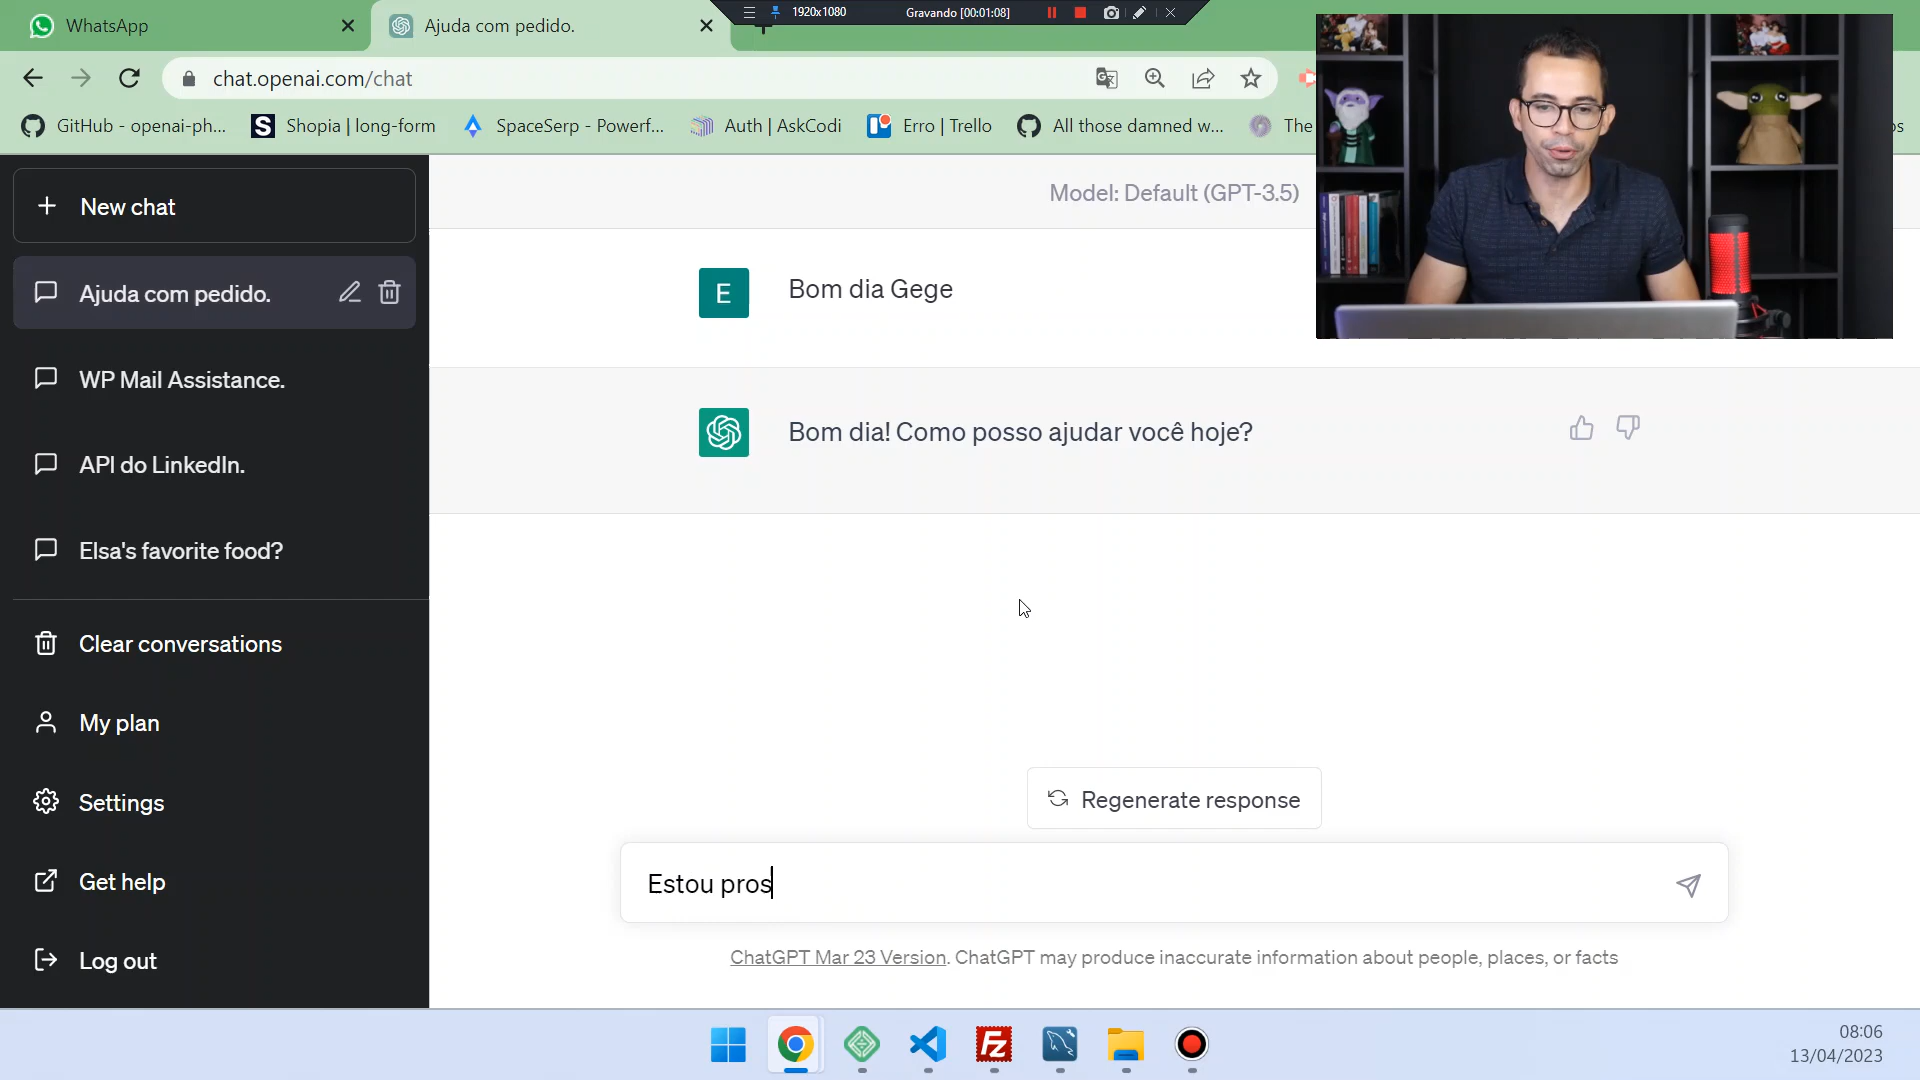 WhatsApp
Ajuda com pedido.
1920x1080
Gravando [00:01:08]
chat.openai.com/chat
GitHub - openai-ph...
S
Shopia | long-form
SpaceSerp - Powerf...
Auth | AskCodi
Erro | Trello
All those damned w...
The
os
New chat
Ajuda com pedido.
WP Mail Assistance.
API do LinkedIn.
Elsa's favorite food?
Clear conversations
My plan
Settings
Get help
Log out
Model: Default (GPT-3.5)
E
Bom dia Gege
Bom dia! Como posso ajudar você hoje?
Regenerate response
Estou pros
ChatGPT Mar 23 Version. ChatGPT may produce inaccurate information about people, places, or facts
Fz
08:06
13/04/2023